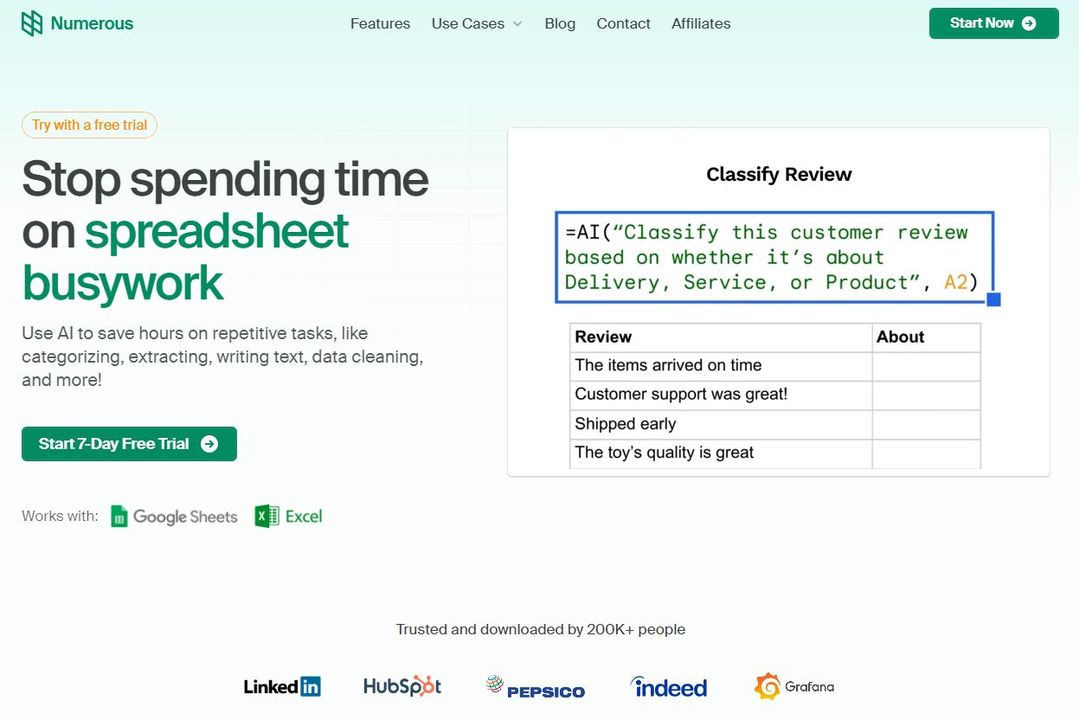 Numerous
Features Use Cases Blog Contact Affiliates
Start Now
Try with a free trial
Stop spending time
on spreadsheet
busywork
Use AI to save hours on repetitive tasks, like
categorizing, extracting, writing text, data cleaning,
and more!
Start 7-Day Free Trial
Works with: Google Sheets Excel
Classify Review
=AI(“Classify this customer review
based on whether it’s about
Delivery, Service, or Product”, A2)
Review About
The items arrived on time
Customer support was great!
Shipped early
The toy’s quality is great
Trusted and downloaded by 200K+ people
LinkedIn HubSpot PEPSICO indeed Grafana